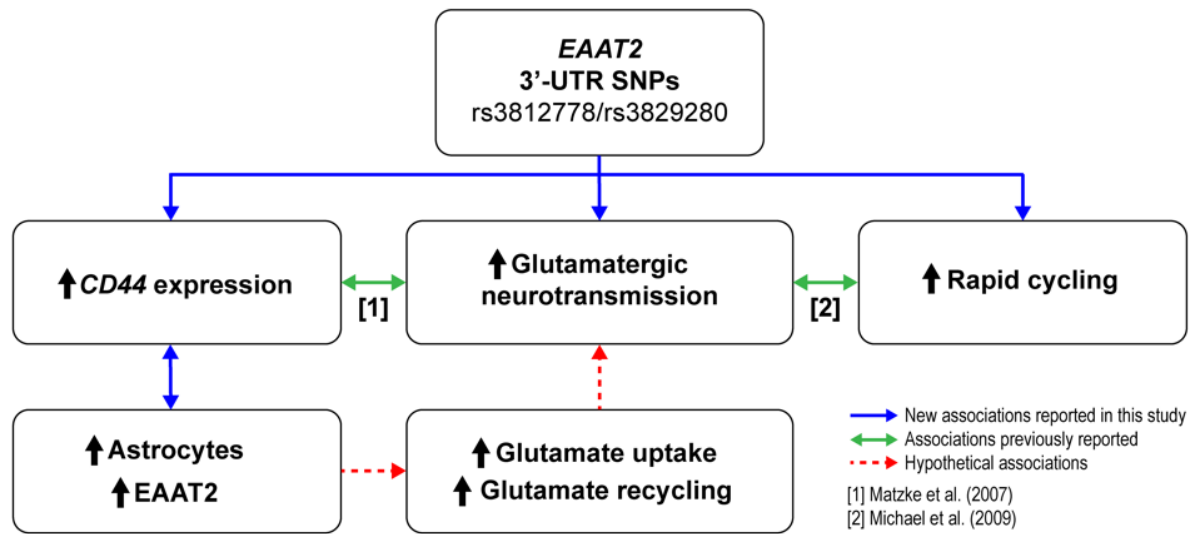 EAAT2
3’-UTR SNPs
rs3812778/rs3829280
CD44 expression
[1]
Glutamatergic
neurotransmission
[2]
Rapid cycling
Astrocytes
EAAT2
Glutamate uptake
Glutamate recycling
New associations reported in this study
Associations previously reported
Hypothetical associations
[1] Matzke et al. (2007)
[2] Michael et al. (2009)